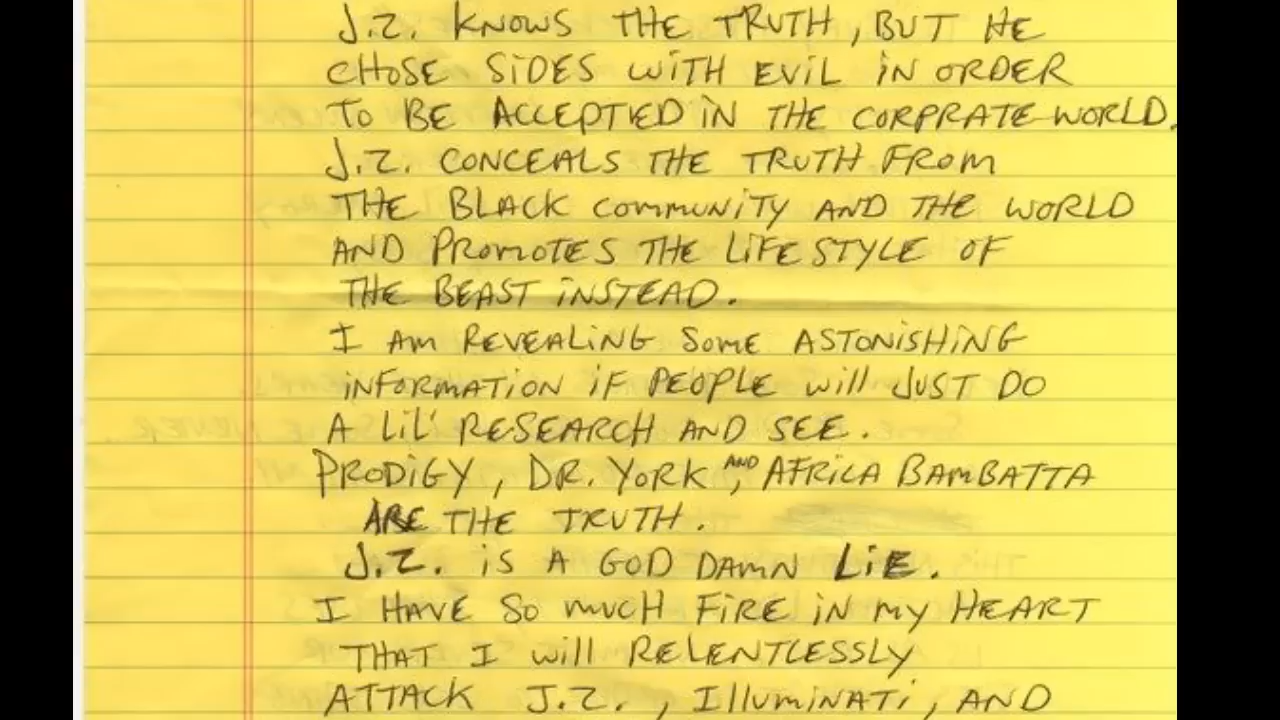 J.Z. KNOWS THE TRUTH, BUT HE
CHOSE SIDES WITH EVIL IN ORDER
TO BE ACCEPTIED IN THE CORPRATE WORLD.
J.Z. CONCEALS THE TRUTH FROM
THE BLACK COMMUNITY AND THE WORLD
AND PROMOTES THE LIFESTYLE OF
THE BEAST INSTEAD.
I AM REVEALING SOME ASTONISHING
INFORMATION IF PEOPLE WILL JUST DO
A LIL' RESEARCH AND SEE.
PRODIGY, DR. YORK, AND AFRICA BAMBATTA
ARE THE TRUTH.
J.Z. IS A GOD DAMN LIE.
I HAVE SO MUCH FIRE IN MY HEART
THAT I WILL RELENTLESSLY
ATTACK J.Z., ILLUMINATI, AND